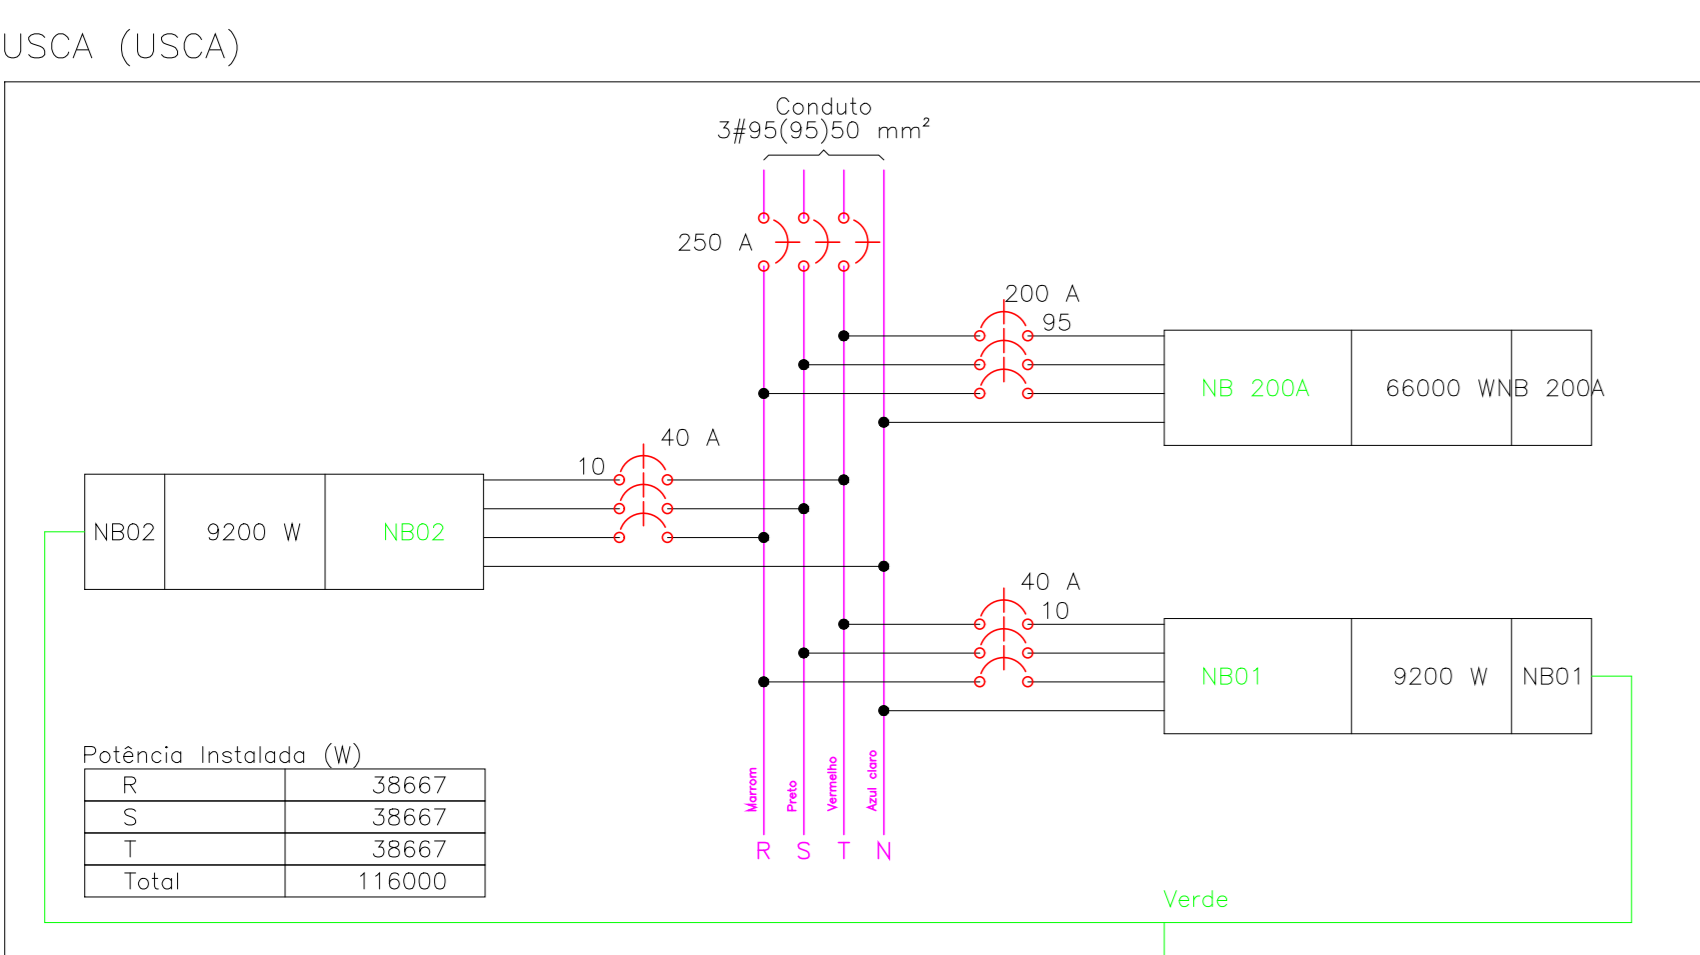 USCA (USCA)
Conduto
3#95(95)50 mm²
250 A
200 A
95
NB 200A
66000 W
NB 200A
40 A
10
NB02
9200 W
NB02
40 A
10
NB01
9200 W
NB01
Potência Instalada (W)
R 38667
S 38667
T 38667
Total 116000
Marrom
Preto
Vermelho
Azul claro
R S T N
Verde